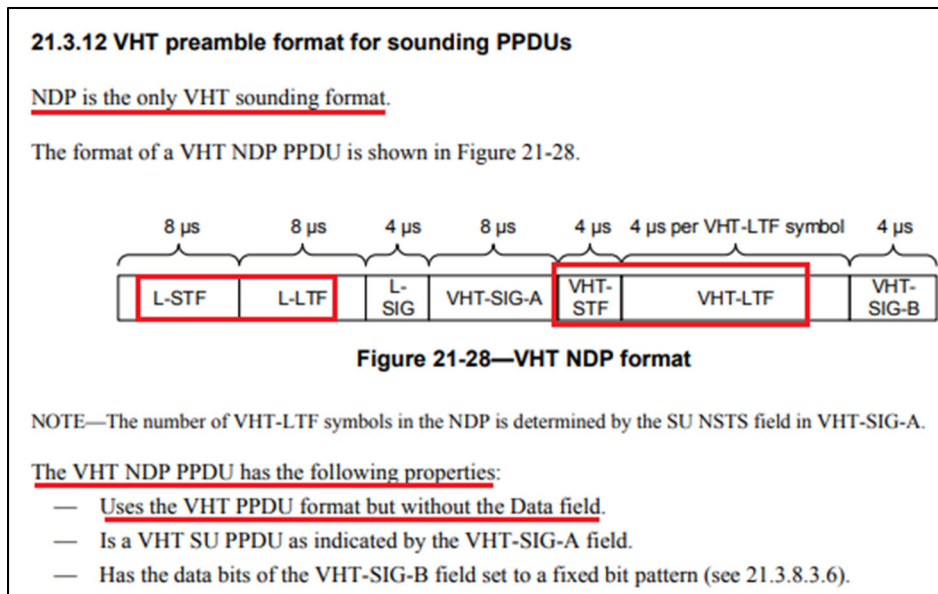 21.3.12 VHT preamble format for sounding PPDUs
NDP is the only VHT sounding format.
The format of a VHT NDP PPDU is shown in Figure 21-28.
8 µs 8 µs 4 µs 8 µs 4 µs 4 µs per VHT-LTF symbol 4 µs
L-STF L-LTF L-SIG VHT-SIG-A VHT-STF VHT-LTF VHT-SIG-B
Figure 21-28—VHT NDP format
NOTE—The number of VHT-LTF symbols in the NDP is determined by the SU NSTS field in VHT-SIG-A.
The VHT NDP PPDU has the following properties:
— Uses the VHT PPDU format but without the Data field.
— Is a VHT SU PPDU as indicated by the VHT-SIG-A field.
— Has the data bits of the VHT-SIG-B field set to a fixed bit pattern (see 21.3.8.3.6).